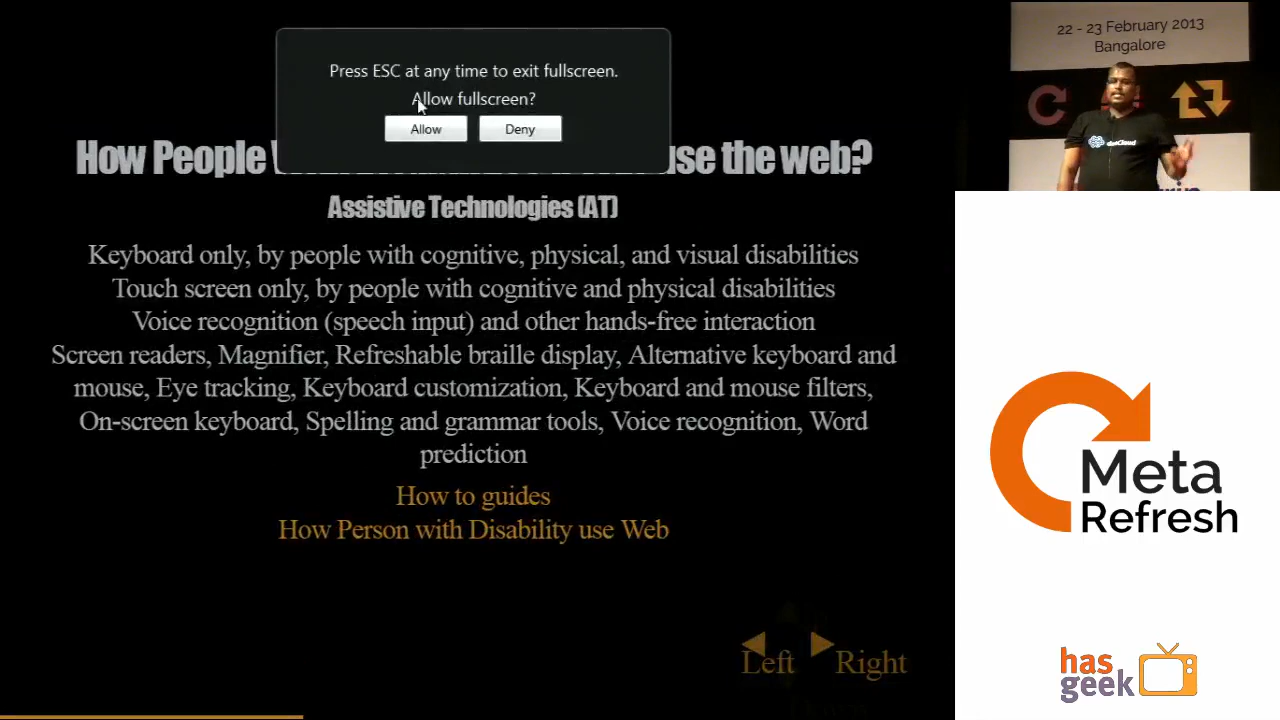 Press ESC at any time to exit fullscreen.
Allow fullscreen?
Allow Deny
How People use the web?
Assistive Technologies (AT)
Keyboard only, by people with cognitive, physical, and visual disabilities
Touch screen only, by people with cognitive and physical disabilities
Voice recognition (speech input) and other hands-free interaction
Screen readers, Magnifier, Refreshable braille display, Alternative keyboard and
mouse, Eye tracking, Keyboard customization, Keyboard and mouse filters,
On-screen keyboard, Spelling and grammar tools, Voice recognition, Word
prediction
How to guides
How Person with Disability use Web
Left Right
22 - 23 February 2013
Bangalore
dotCloud
Meta
Refresh
has
geek